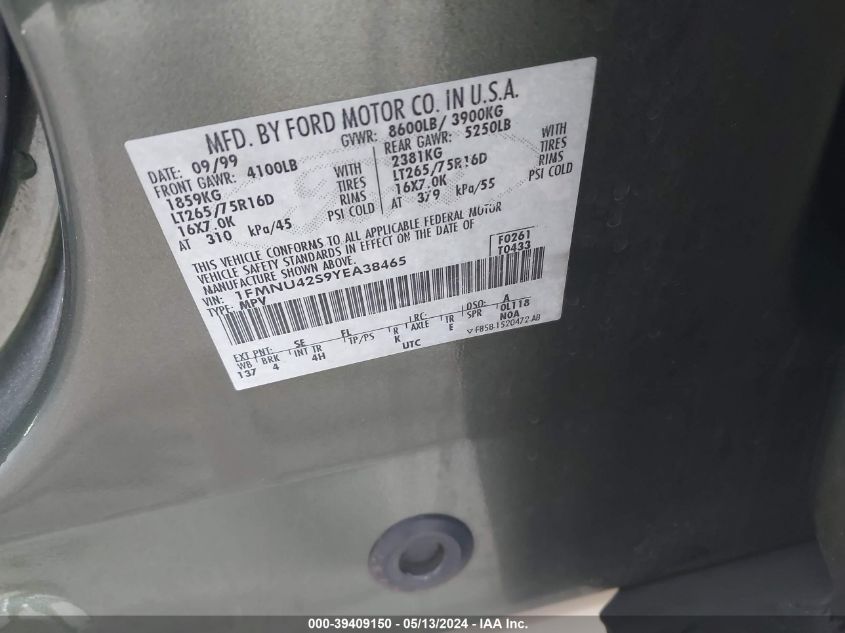 MFD. BY FORD MOTOR CO. IN U.S.A.
DATE: 09/99 GVWR: 8600LB/ 3900KG
FRONT GAWR: 4100LB REAR GAWR: 5250LB
1859KG WITH 2381KG WITH
LT265/75R16D TIRES LT265/75R16D TIRES
16X7.0K RIMS 16X7.0K RIMS
AT 310 kPa/45 PSI COLD AT 379 kPa/55 PSI COLD
THIS VEHICLE CONFORMS TO ALL APPLICABLE FEDERAL MOTOR
VEHICLE SAFETY STANDARDS IN EFFECT ON THE DATE OF
MANUFACTURE SHOWN ABOVE.
F0261
T0433
VIN: 1FMNU42S9YEA38465
TYPE: MPV
EXT PNT: SE FL RC: DSO: A
WB BRK INT TR TP/PS R AXLE TR SPR 0L118
137 4 4H K E N0A
UTC F85B-1520472-AB
000-39409150 - 05/13/2024 - IAA Inc.